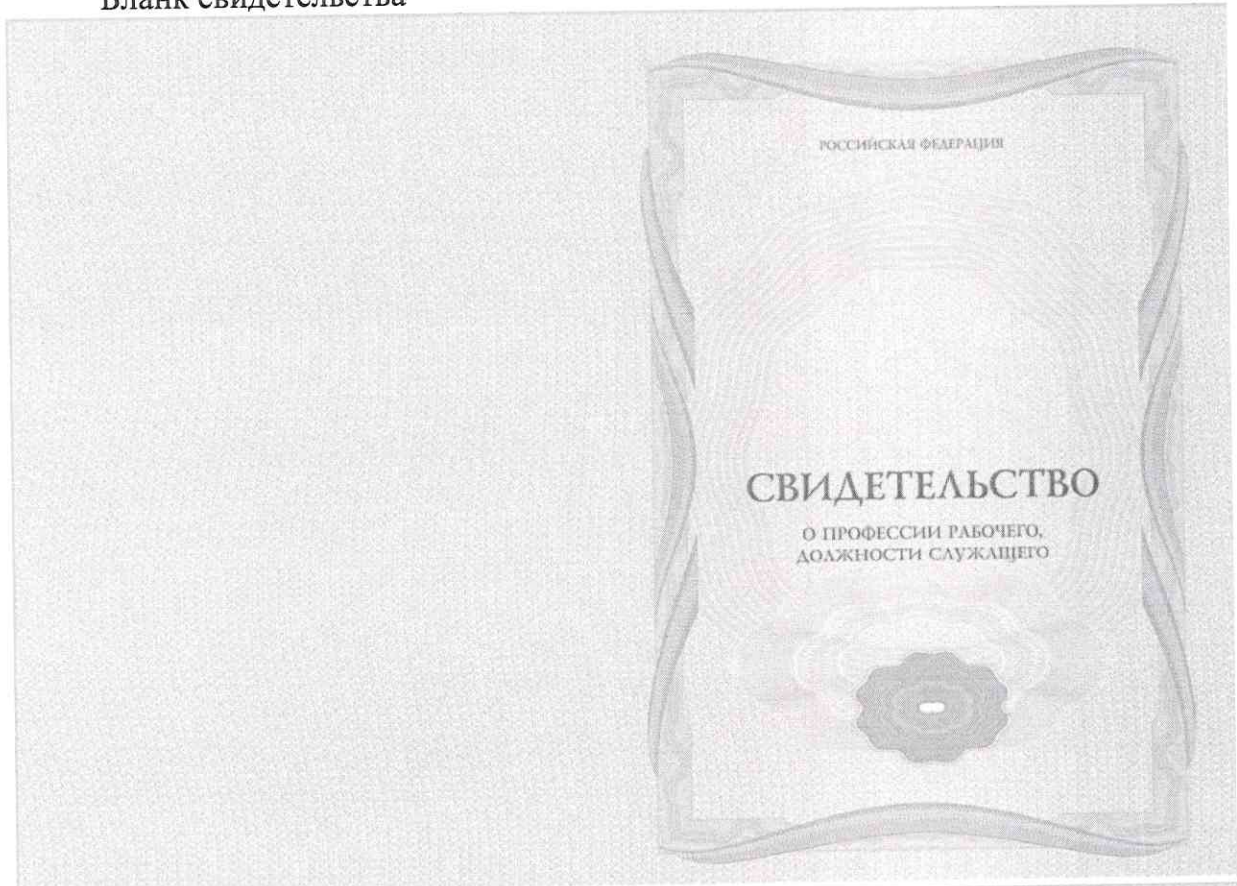 Бланк свидетельства
РОССИЙСКАЯ ФЕДЕРАЦИЯ
СВИДЕТЕЛЬСТВО
О ПРОФЕССИИ РАБОЧЕГО,
ДОЛЖНОСТИ СЛУЖАЩЕГО